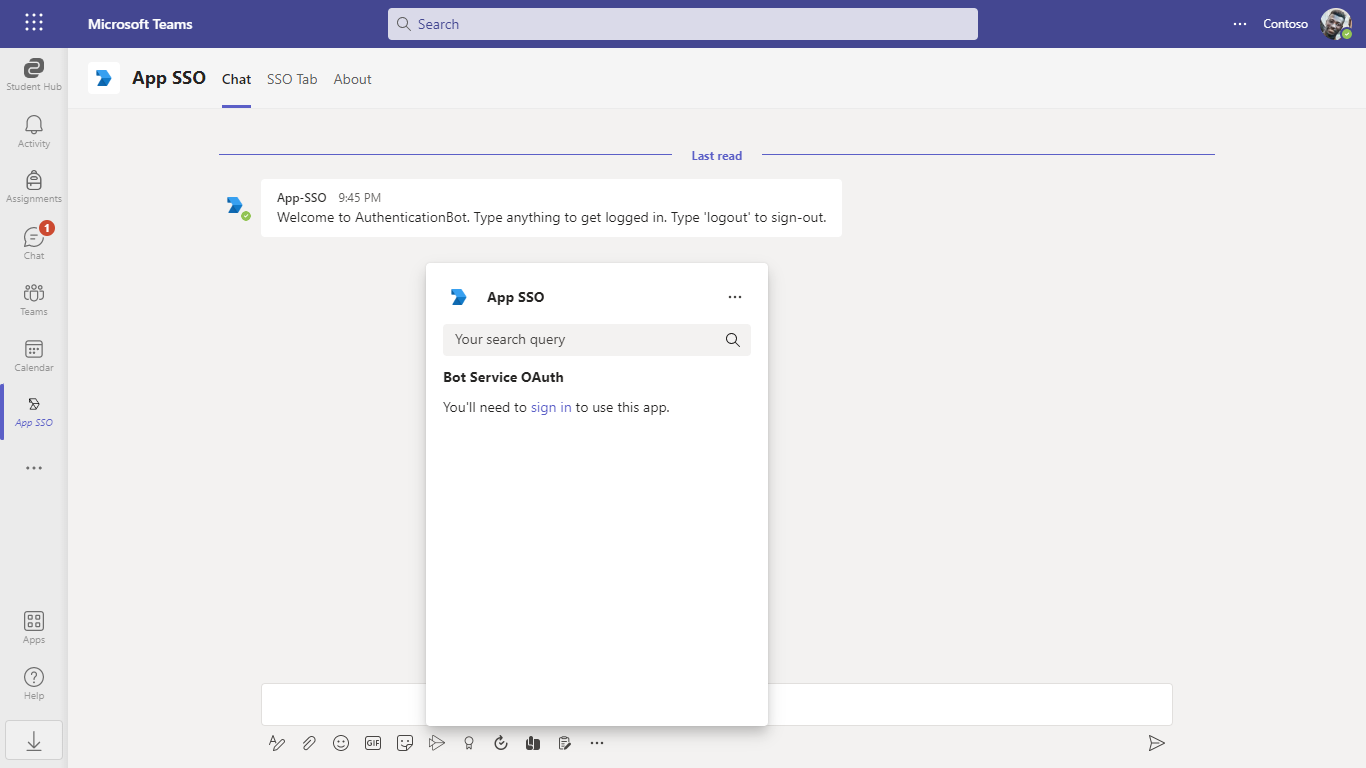 Microsoft Teams
Search
Contoso
Student Hub
Activity
Assignments
1
Chat
Teams
Calendar
App SSO
Apps
Help
App SSO Chat SSO Tab About
Last read
App-SSO 9:45 PM
Welcome to AuthenticationBot. Type anything to get logged in. Type 'logout' to sign-out.
App SSO
Your search query
Bot Service OAuth
You'll need to sign in to use this app.
GIF